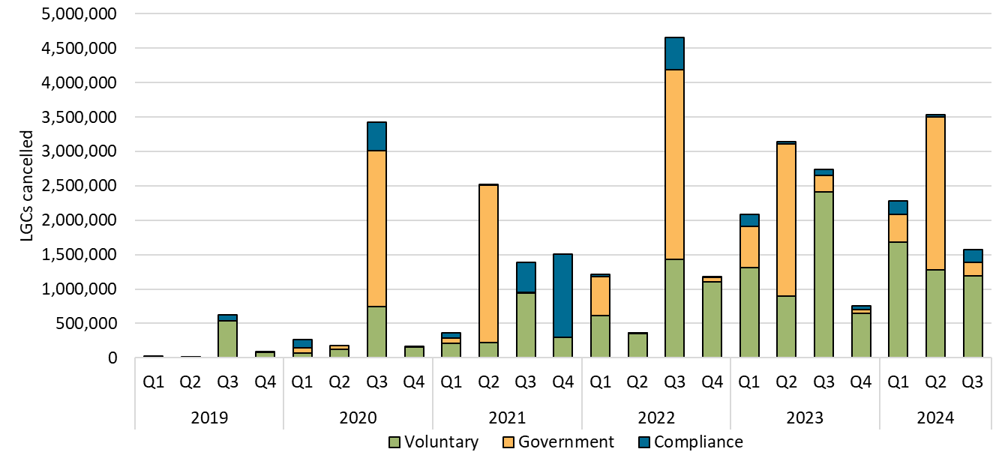 5,000,000
4,500,000
4,000,000
3,500,000
3,000,000
2,500,000
2,000,000
1,500,000
1,000,000
500,000
0
LGCs cancelled
Q1 Q2 Q3 Q4 Q1 Q2 Q3 Q4 Q1 Q2 Q3 Q4 Q1 Q2 Q3 Q4 Q1 Q2 Q3 Q4 Q1 Q2 Q3
2019 2020 2021 2022 2023 2024
Voluntary Government Compliance